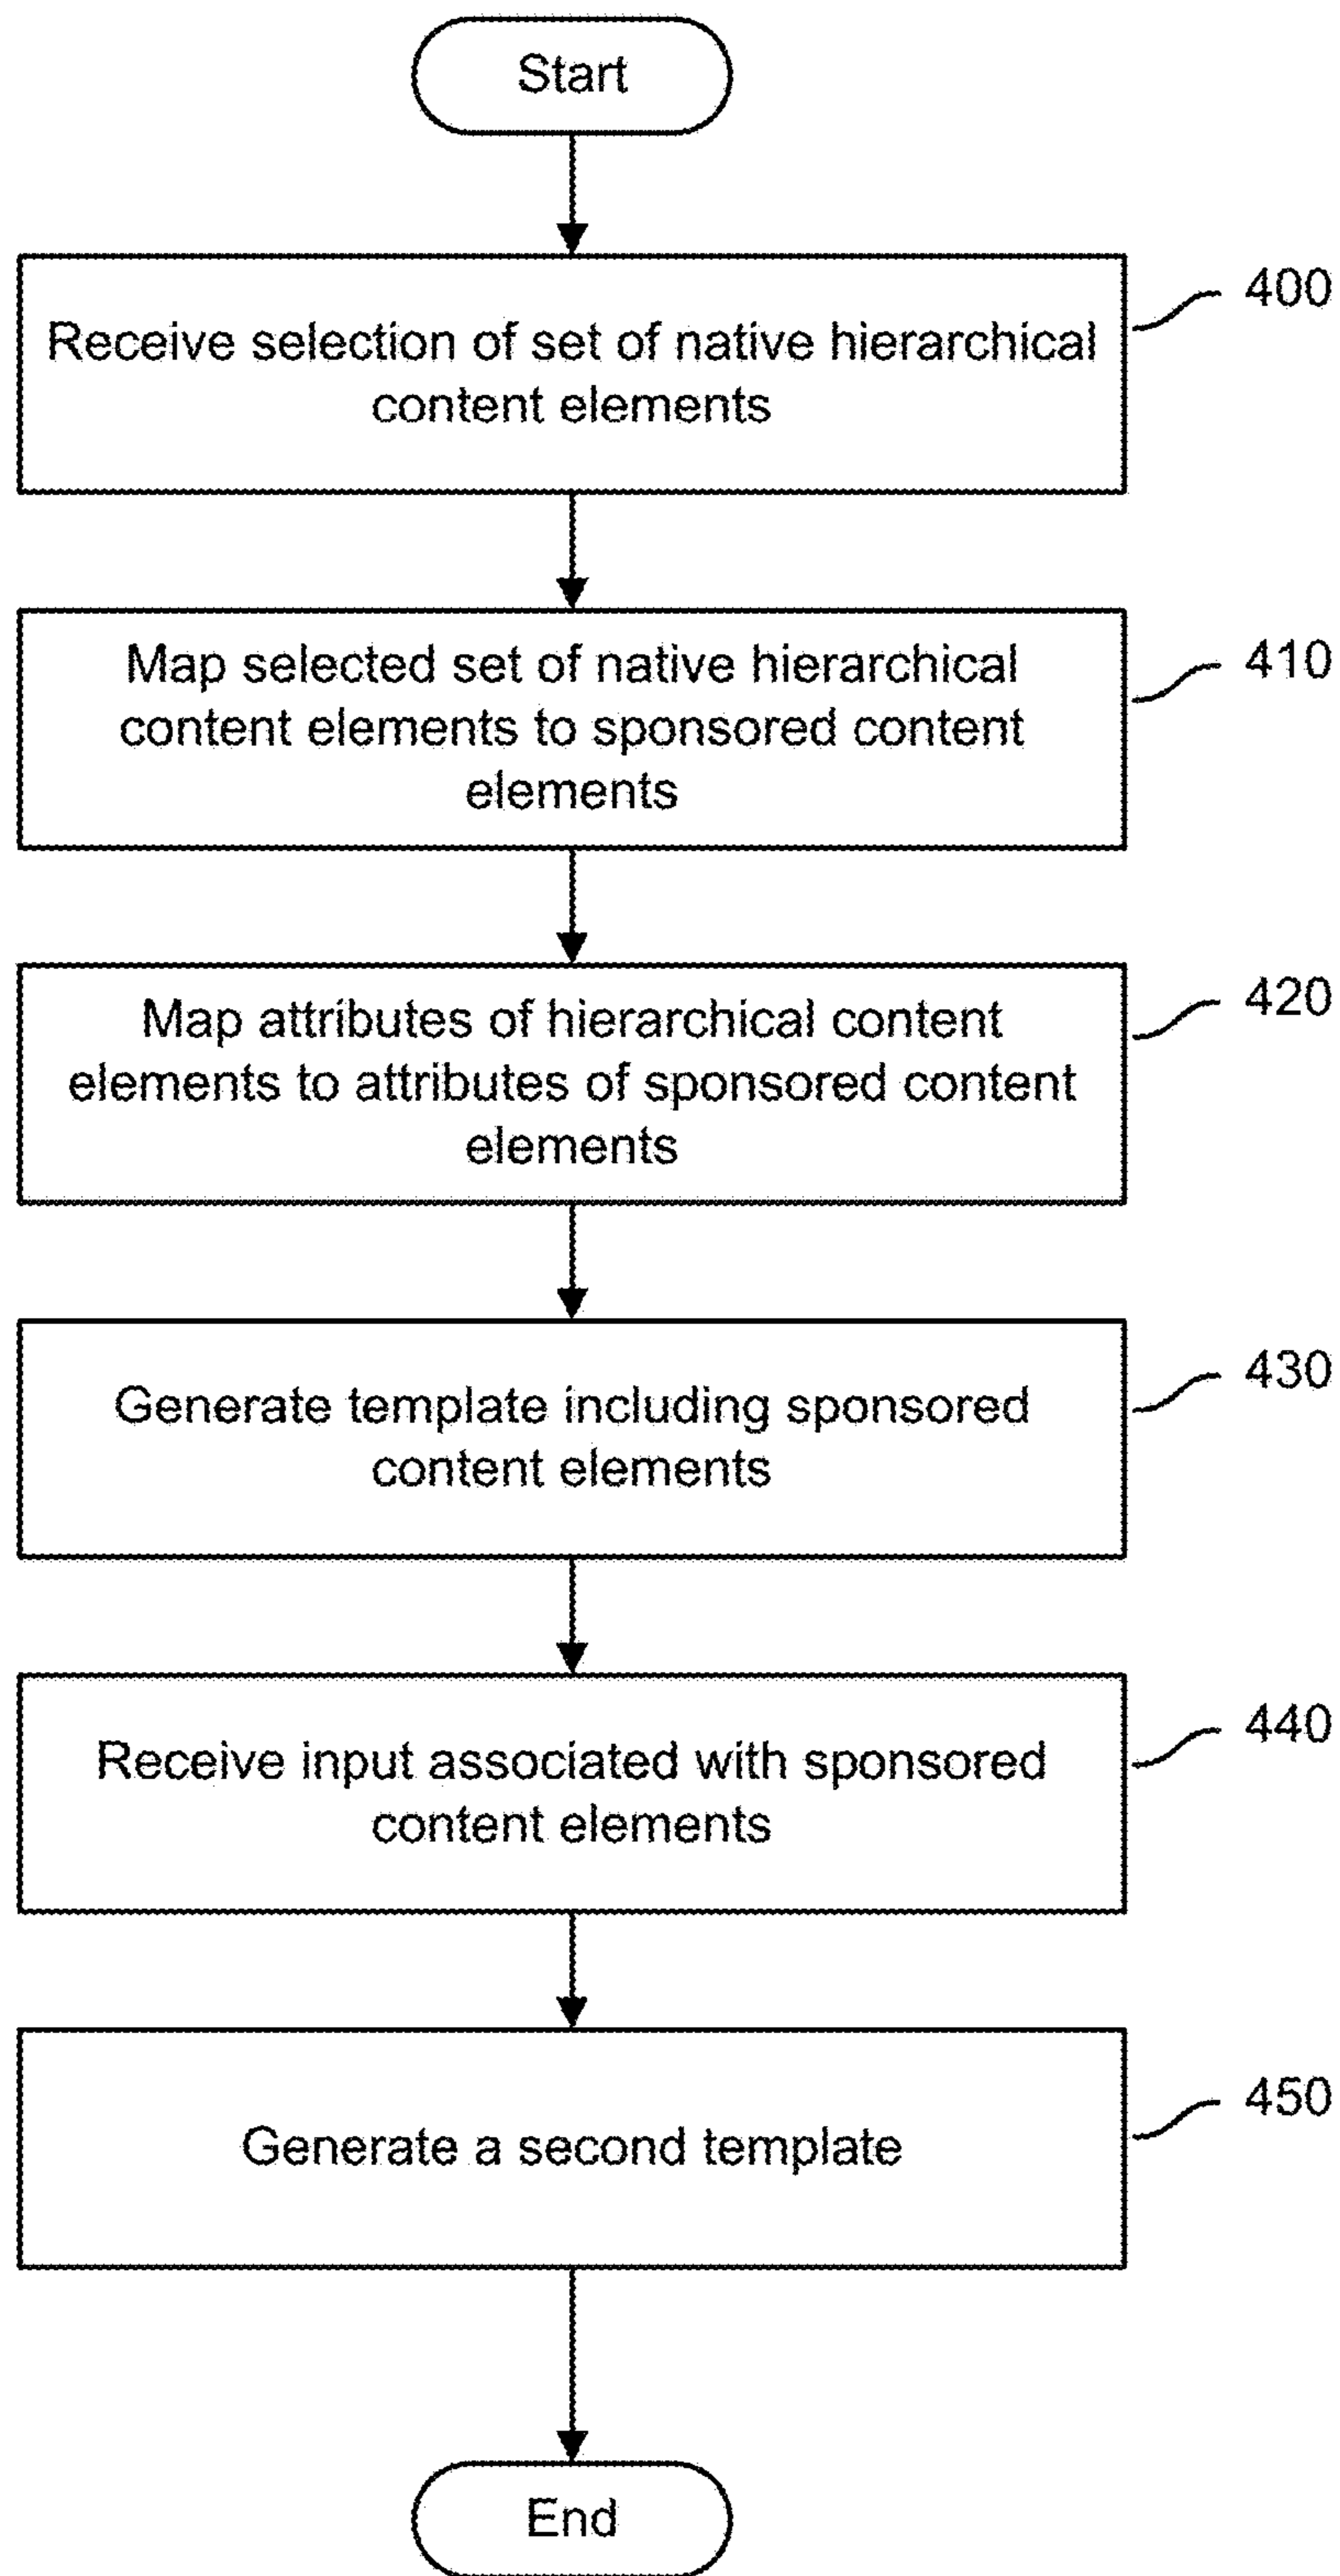 Start
400
Receive selection of set of native hierarchical
content elements
410
Map selected set of native hierarchical
content elements to sponsored content
elements
420
Map attributes of hierarchical content
elements to attributes of sponsored content
elements
430
Generate template including sponsored
content elements
440
Receive input associated with sponsored
content elements
450
Generate a second template
End